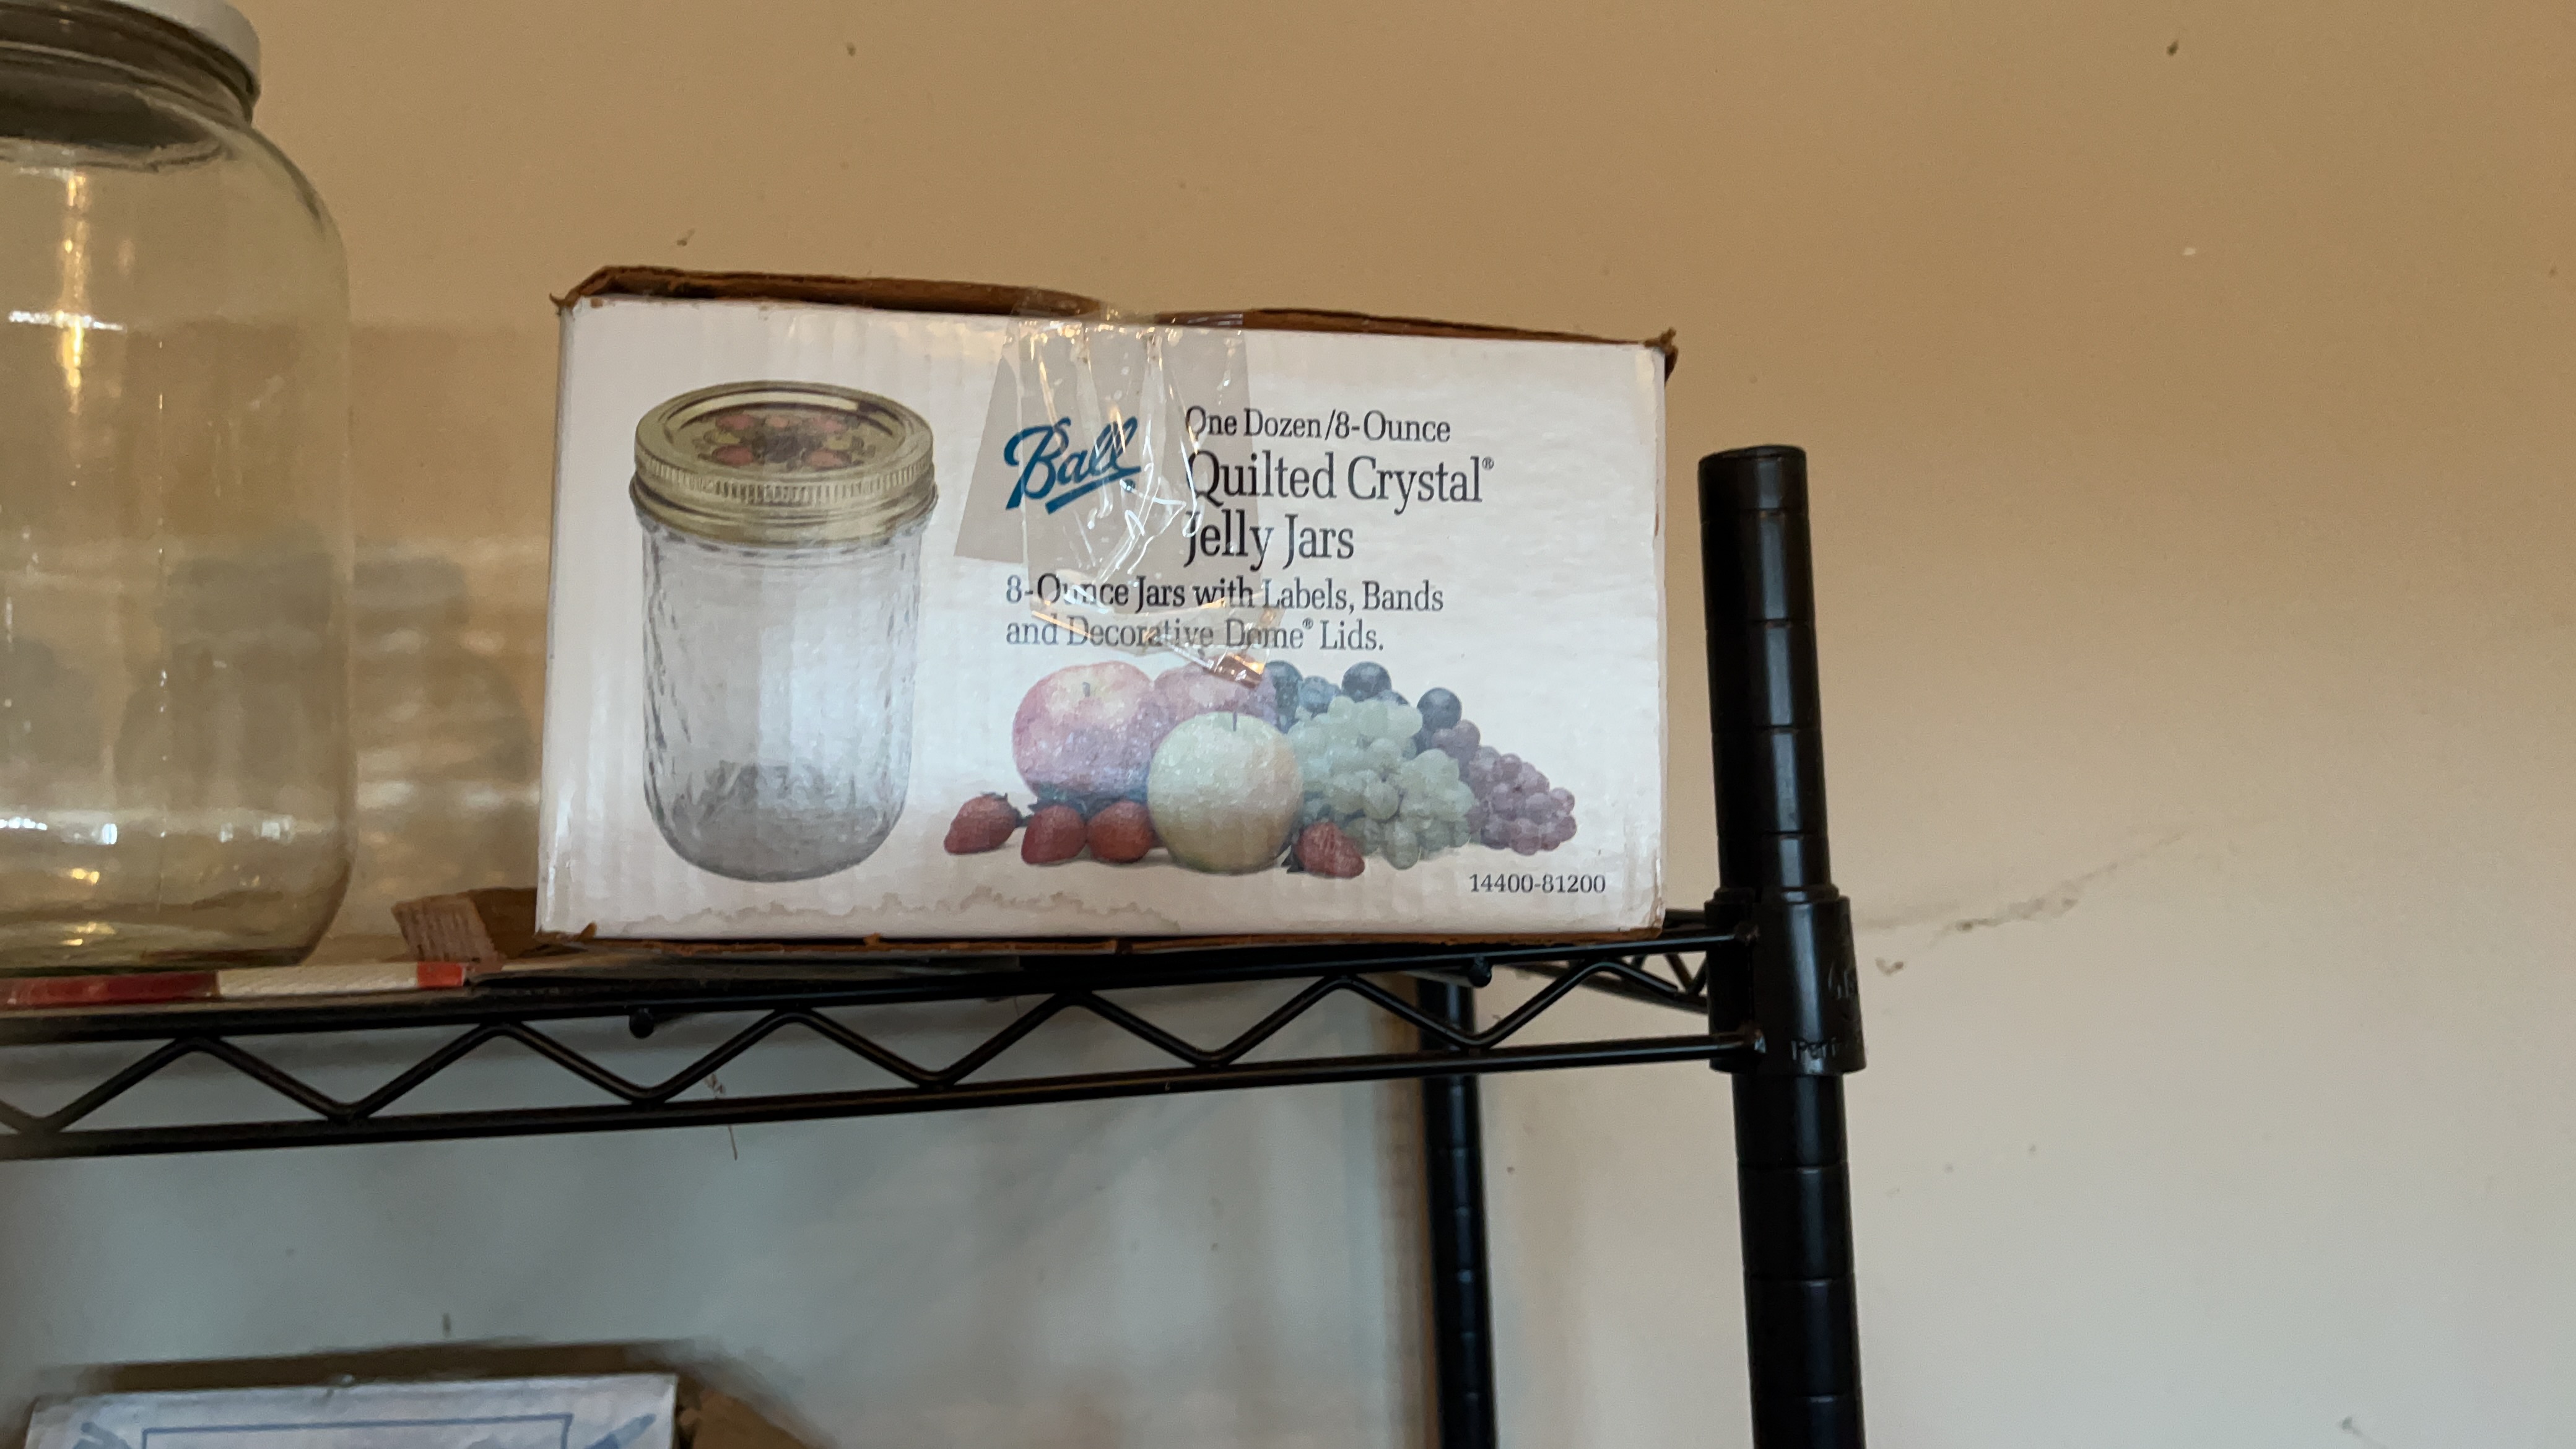 Ball
One Dozen/8-Ounce
Quilted Crystal®
Jelly Jars
8-Ounce Jars with Labels, Bands
and Decorative Dome® Lids.
14400-81200